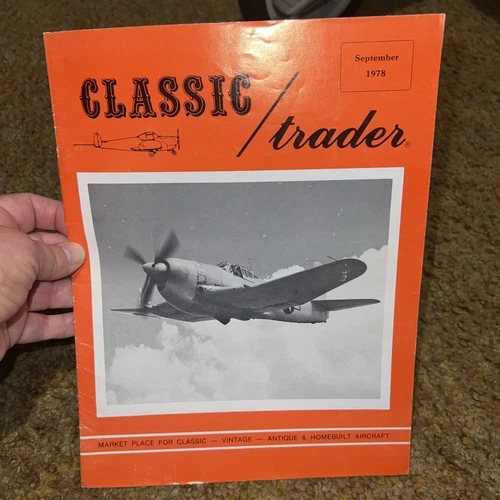 September
1978
CLASSIC / trader®
MARKET PLACE FOR CLASSIC — VINTAGE — ANTIQUE & HOMEBUILT AIRCRAFT